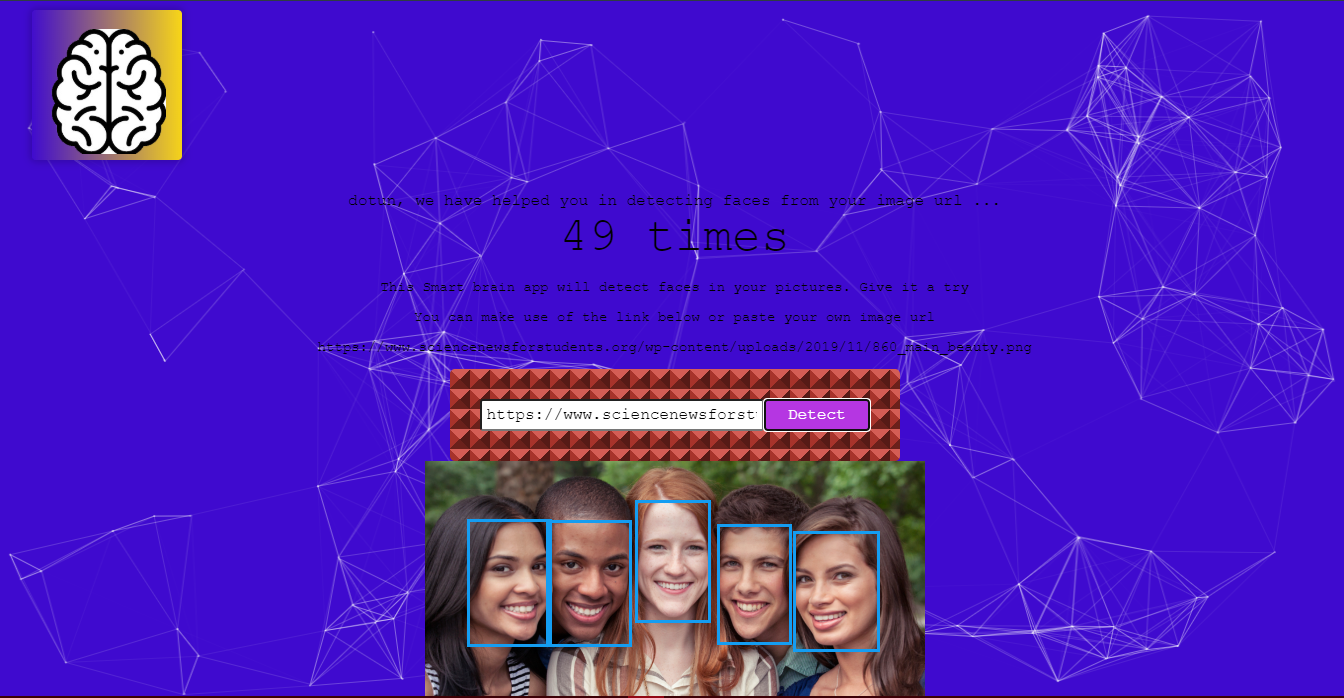 dotun, we have helped you in detecting faces from your image url ...
49 times
This Smart brain app will detect faces in your pictures. Give it a try
You can make use of the link below or paste your own image url
https://www.sciencenewsforstudents.org/wp-content/uploads/2019/11/860_main_beauty.png
https://www.sciencenewsforst
Detect